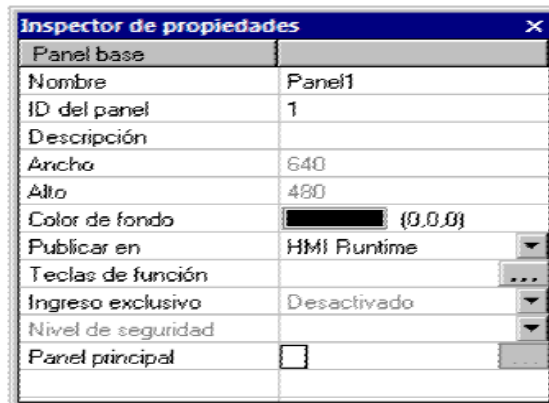 Inspector de propiedades ×
Panel base
Nombre Panel1
ID del panel 1
Descripción
Ancho 640
Alto 480
Color de fondo {0,0,0}
Publicar en HMI Runtime
Teclas de función ...
Ingreso exclusivo Desactivado
Nivel de seguridad
Panel principal ...